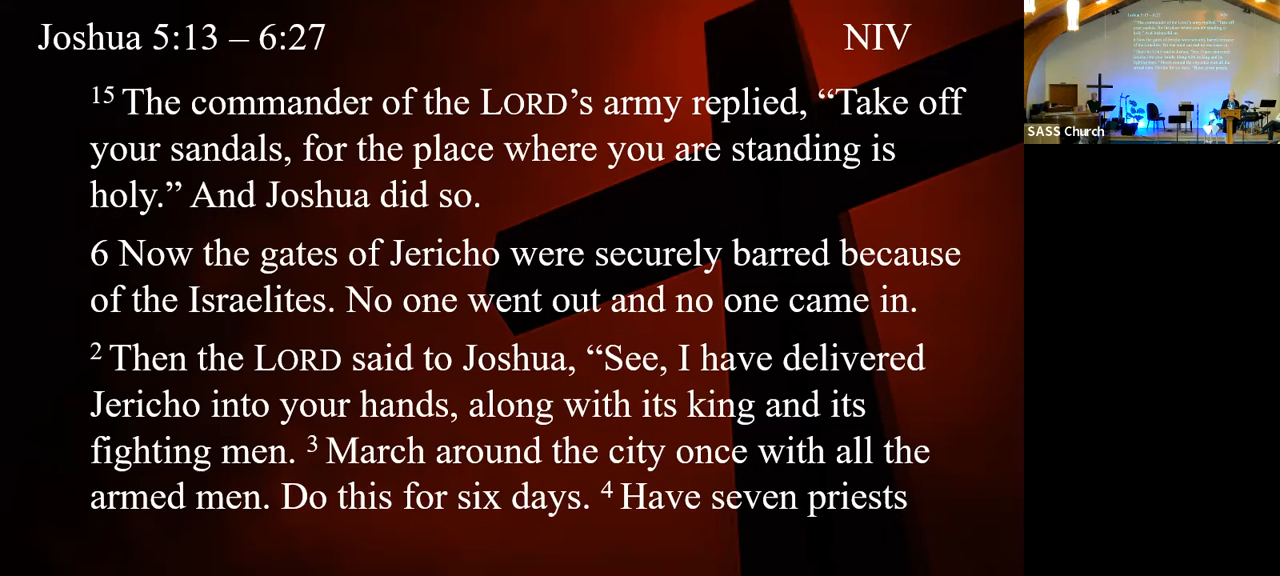 Joshua 5:13 – 6:27 NIV
15 The commander of the LORD’s army replied, “Take off
your sandals, for the place where you are standing is
holy.” And Joshua did so.
6 Now the gates of Jericho were securely barred because
of the Israelites. No one went out and no one came in.
2 Then the LORD said to Joshua, “See, I have delivered
Jericho into your hands, along with its king and its
fighting men. 3 March around the city once with all the
armed men. Do this for six days. 4 Have seven priests
SASS Church